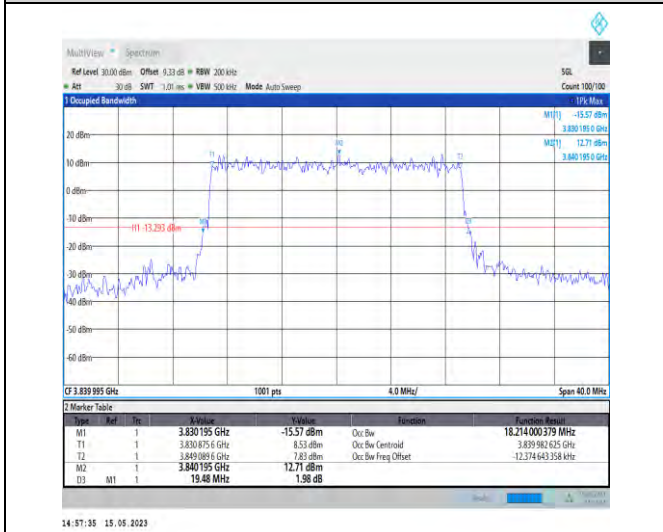 MultiView Spectrum
Ref Level 30.00 dBm Offset 9.33 dB RBW 200 kHz SGL
Att 30 dB SWT 1.01 ms VBW 500 kHz Mode Auto Sweep Count 100/100
1 Occupied Bandwidth 1Pk Max
M1[1] -15.57 dBm
3.830 195 0 GHz
20 dBm
M2[1] 12.71 dBm
3.840 195 0 GHz
M2
T1
T2
10 dBm
0 dBm
-10 dBm
H1 -13.293 dBm
-20 dBm
-30 dBm
-40 dBm
-50 dBm
-60 dBm
CF 3.839 995 GHz 1001 pts 4.0 MHz/ Span 40.0 MHz
2 Marker Table
Type Ref Trc X-Value Y-Value Function Function Result
M1 1 3.830195 GHz -15.57 dBm Occ Bw 18.214 000 379 MHz
T1 1 3.830 875 6 GHz 8.53 dBm Occ Bw Centroid 3.839 982 625 GHz
T2 1 3.849 089 6 GHz 7.83 dBm Occ Bw Freq Offset -12.374 643 358 kHz
M2 1 3.840 195 GHz 12.71 dBm
D3 M1 1 19.48 MHz 1.98 dB
14:57:35 15.05.2023